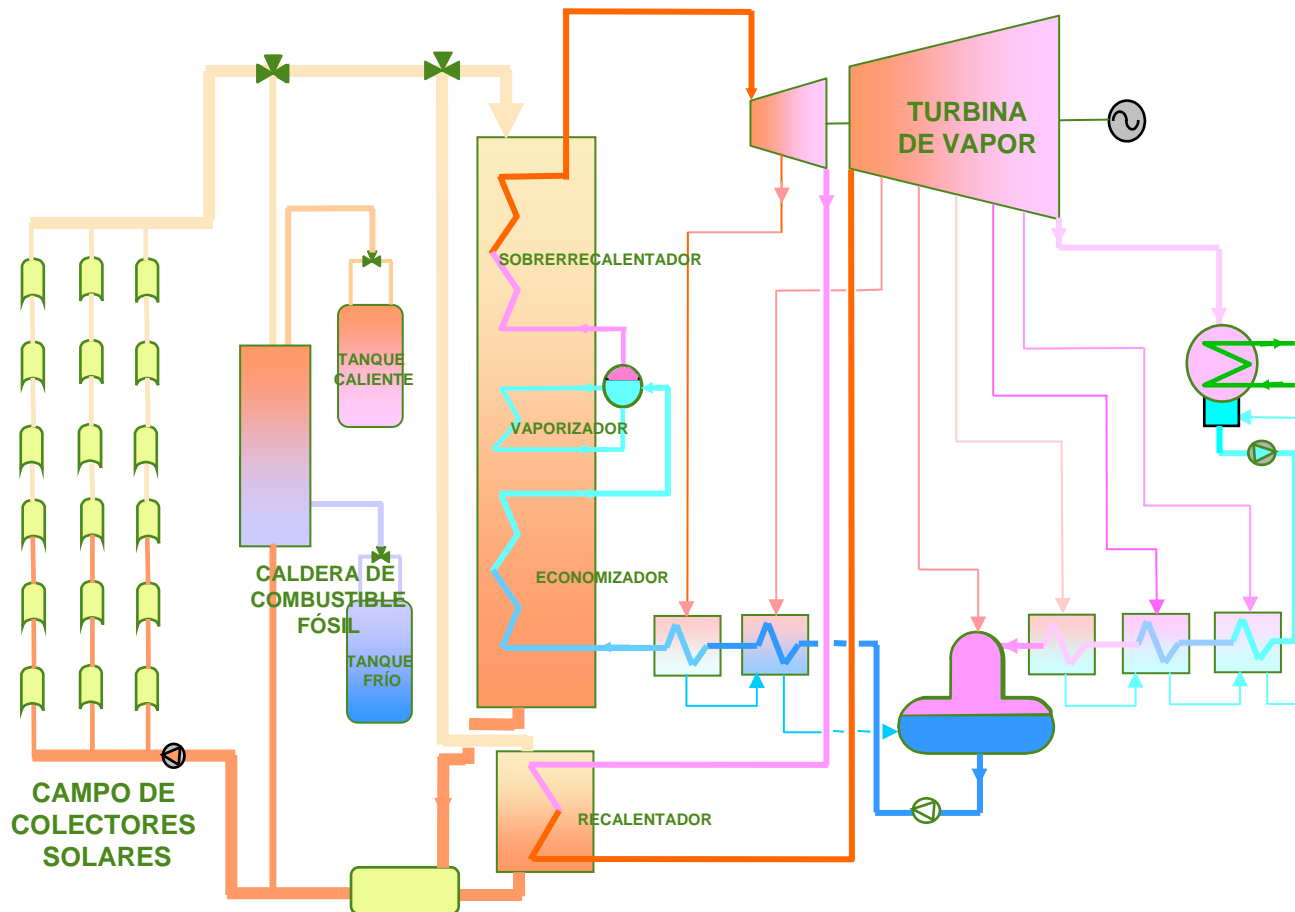 TURBINA
DE VAPOR
SOBRERRECALENTADOR
TANQUE
CALIENTE
VAPORIZADOR
CALDERA DE
COMBUSTIBLE
FÓSIL
ECONOMIZADOR
TANQUE
FRÍO
CAMPO DE
COLECTORES
SOLARES
RECALENTADOR